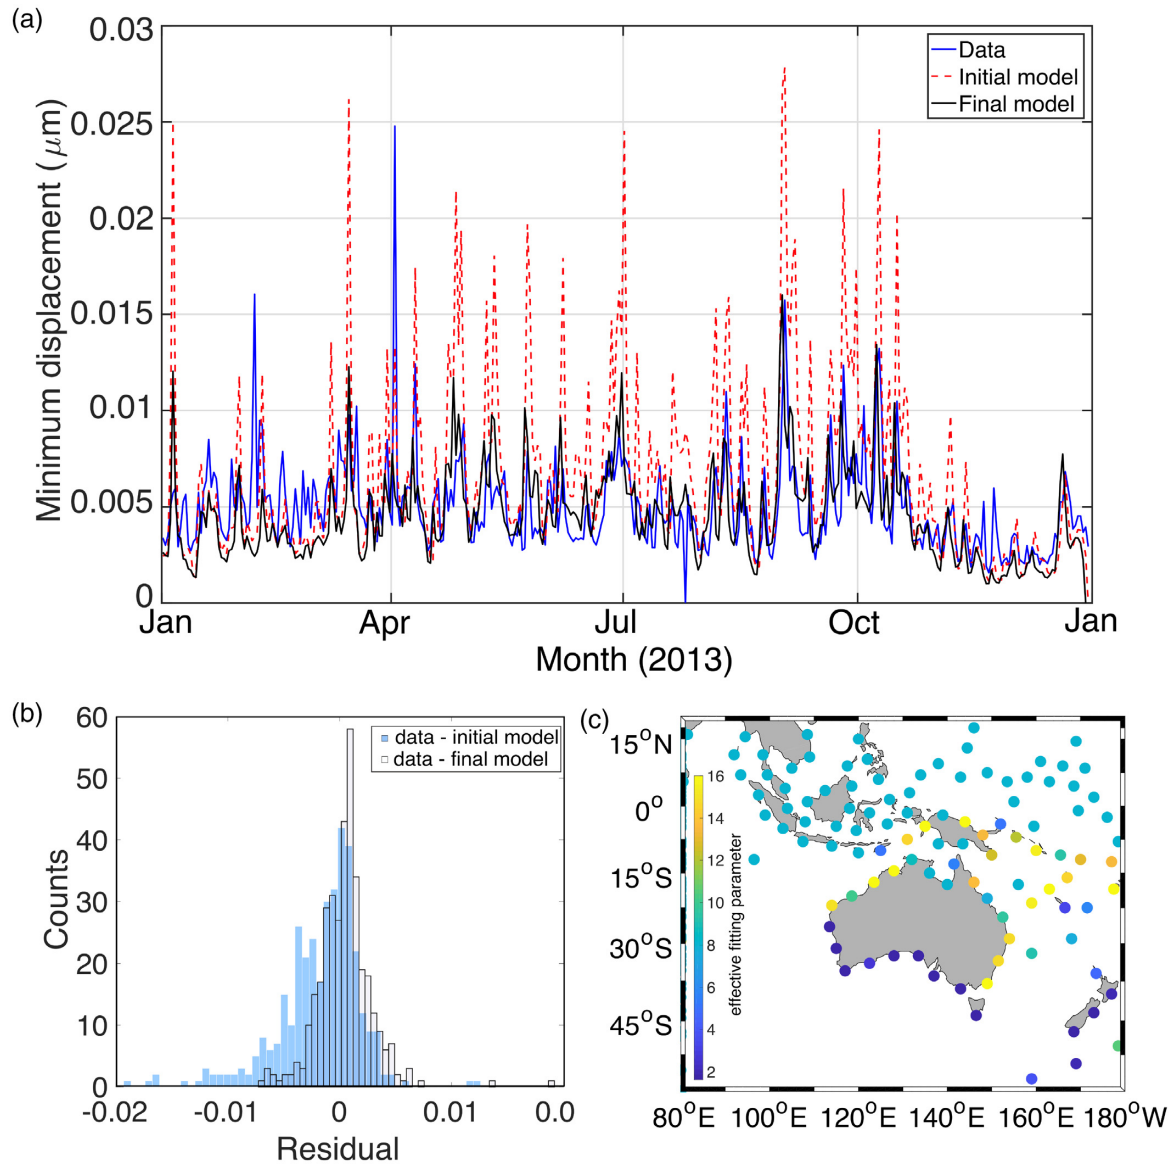 (a)
0.03
0.025
0.02
0.015
0.01
0.005
0
Minimum displacement (μm)
Data
Initial model
Final model
Jan
Apr
Jul
Oct
Jan
Month (2013)
(b)
60
50
40
30
20
10
0
Counts
data - initial model
data - final model
-0.02
-0.01
0
0.01
0.0
Residual
(c)
15°N
0°
15°S
30°S
45°S
16
14
12
10
8
6
4
2
effective fitting parameter
80°E
100°E
120°E
140°E
160°E
180°W